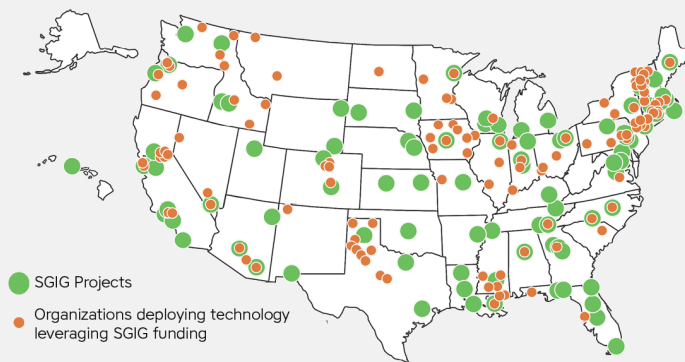 SGIG Projects
Organizations deploying technology
leveraging SGIG funding